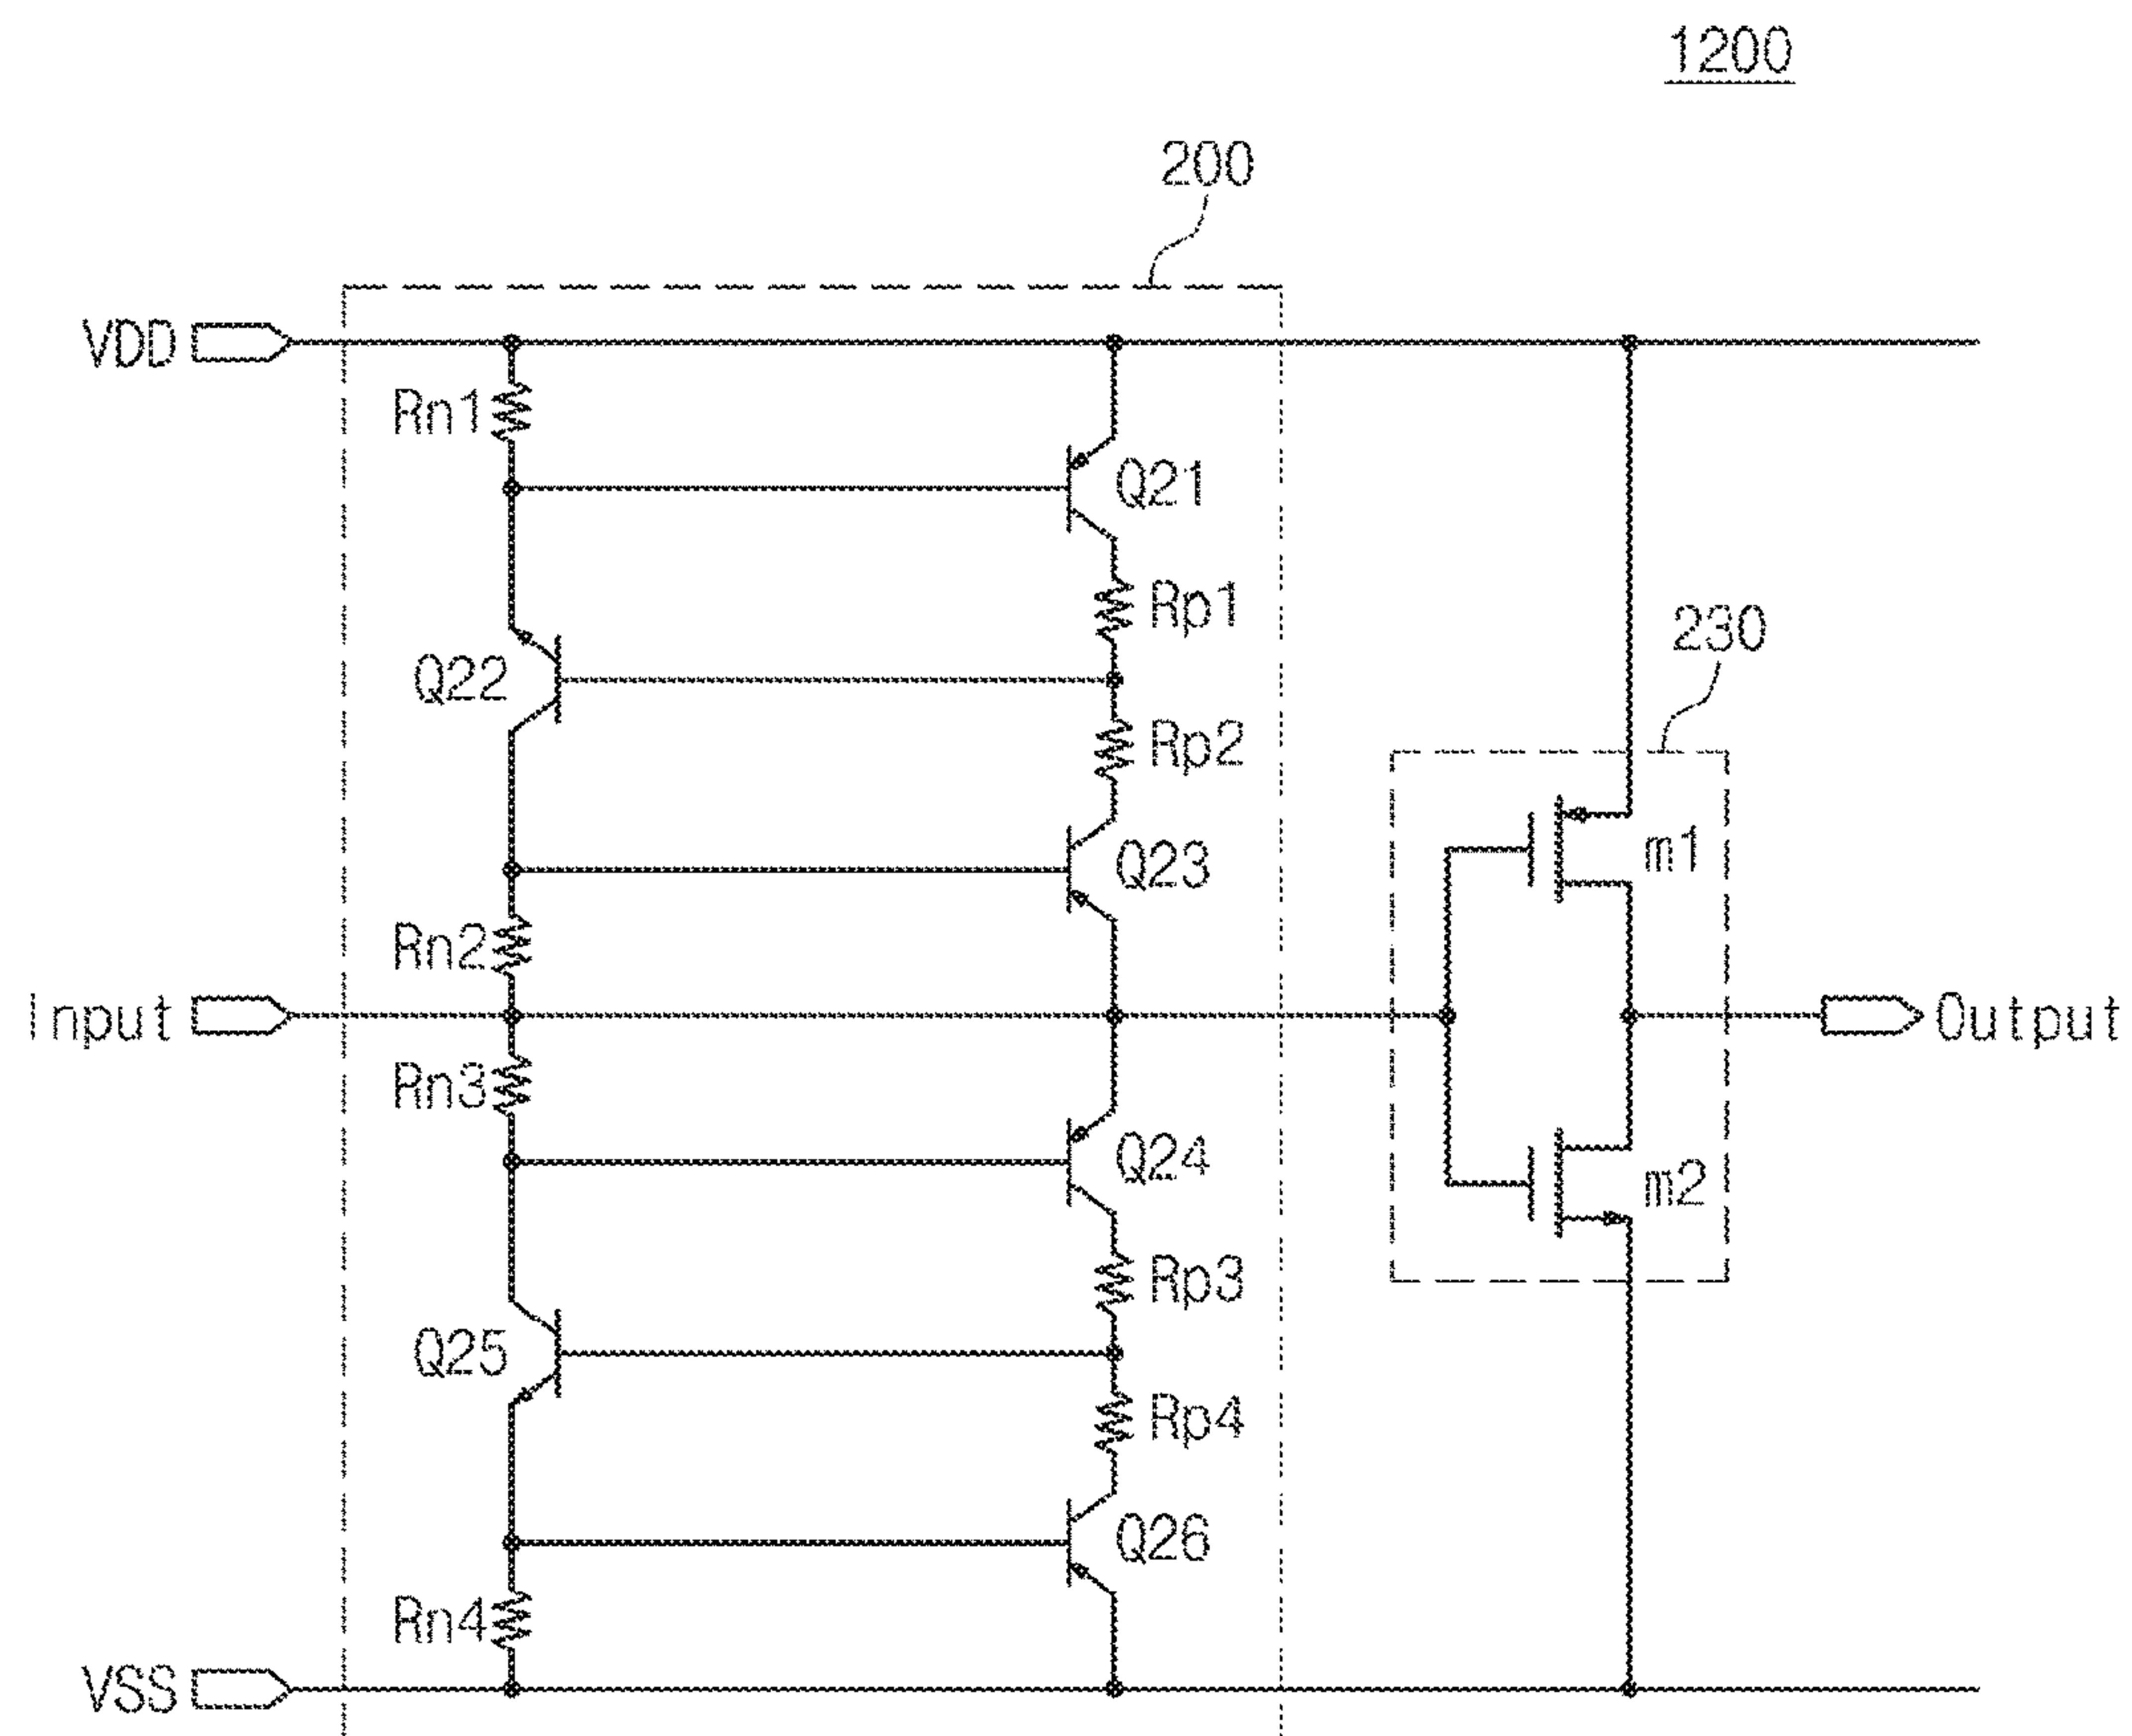 1200
200
VDD
Rn1
Q21
Rp1
230
Q22
Rp2
m1
Q23
Rn2
Input
Output
Rn3
Q24
m2
Rp3
Q25
Rp4
Q26
Rn4
VSS